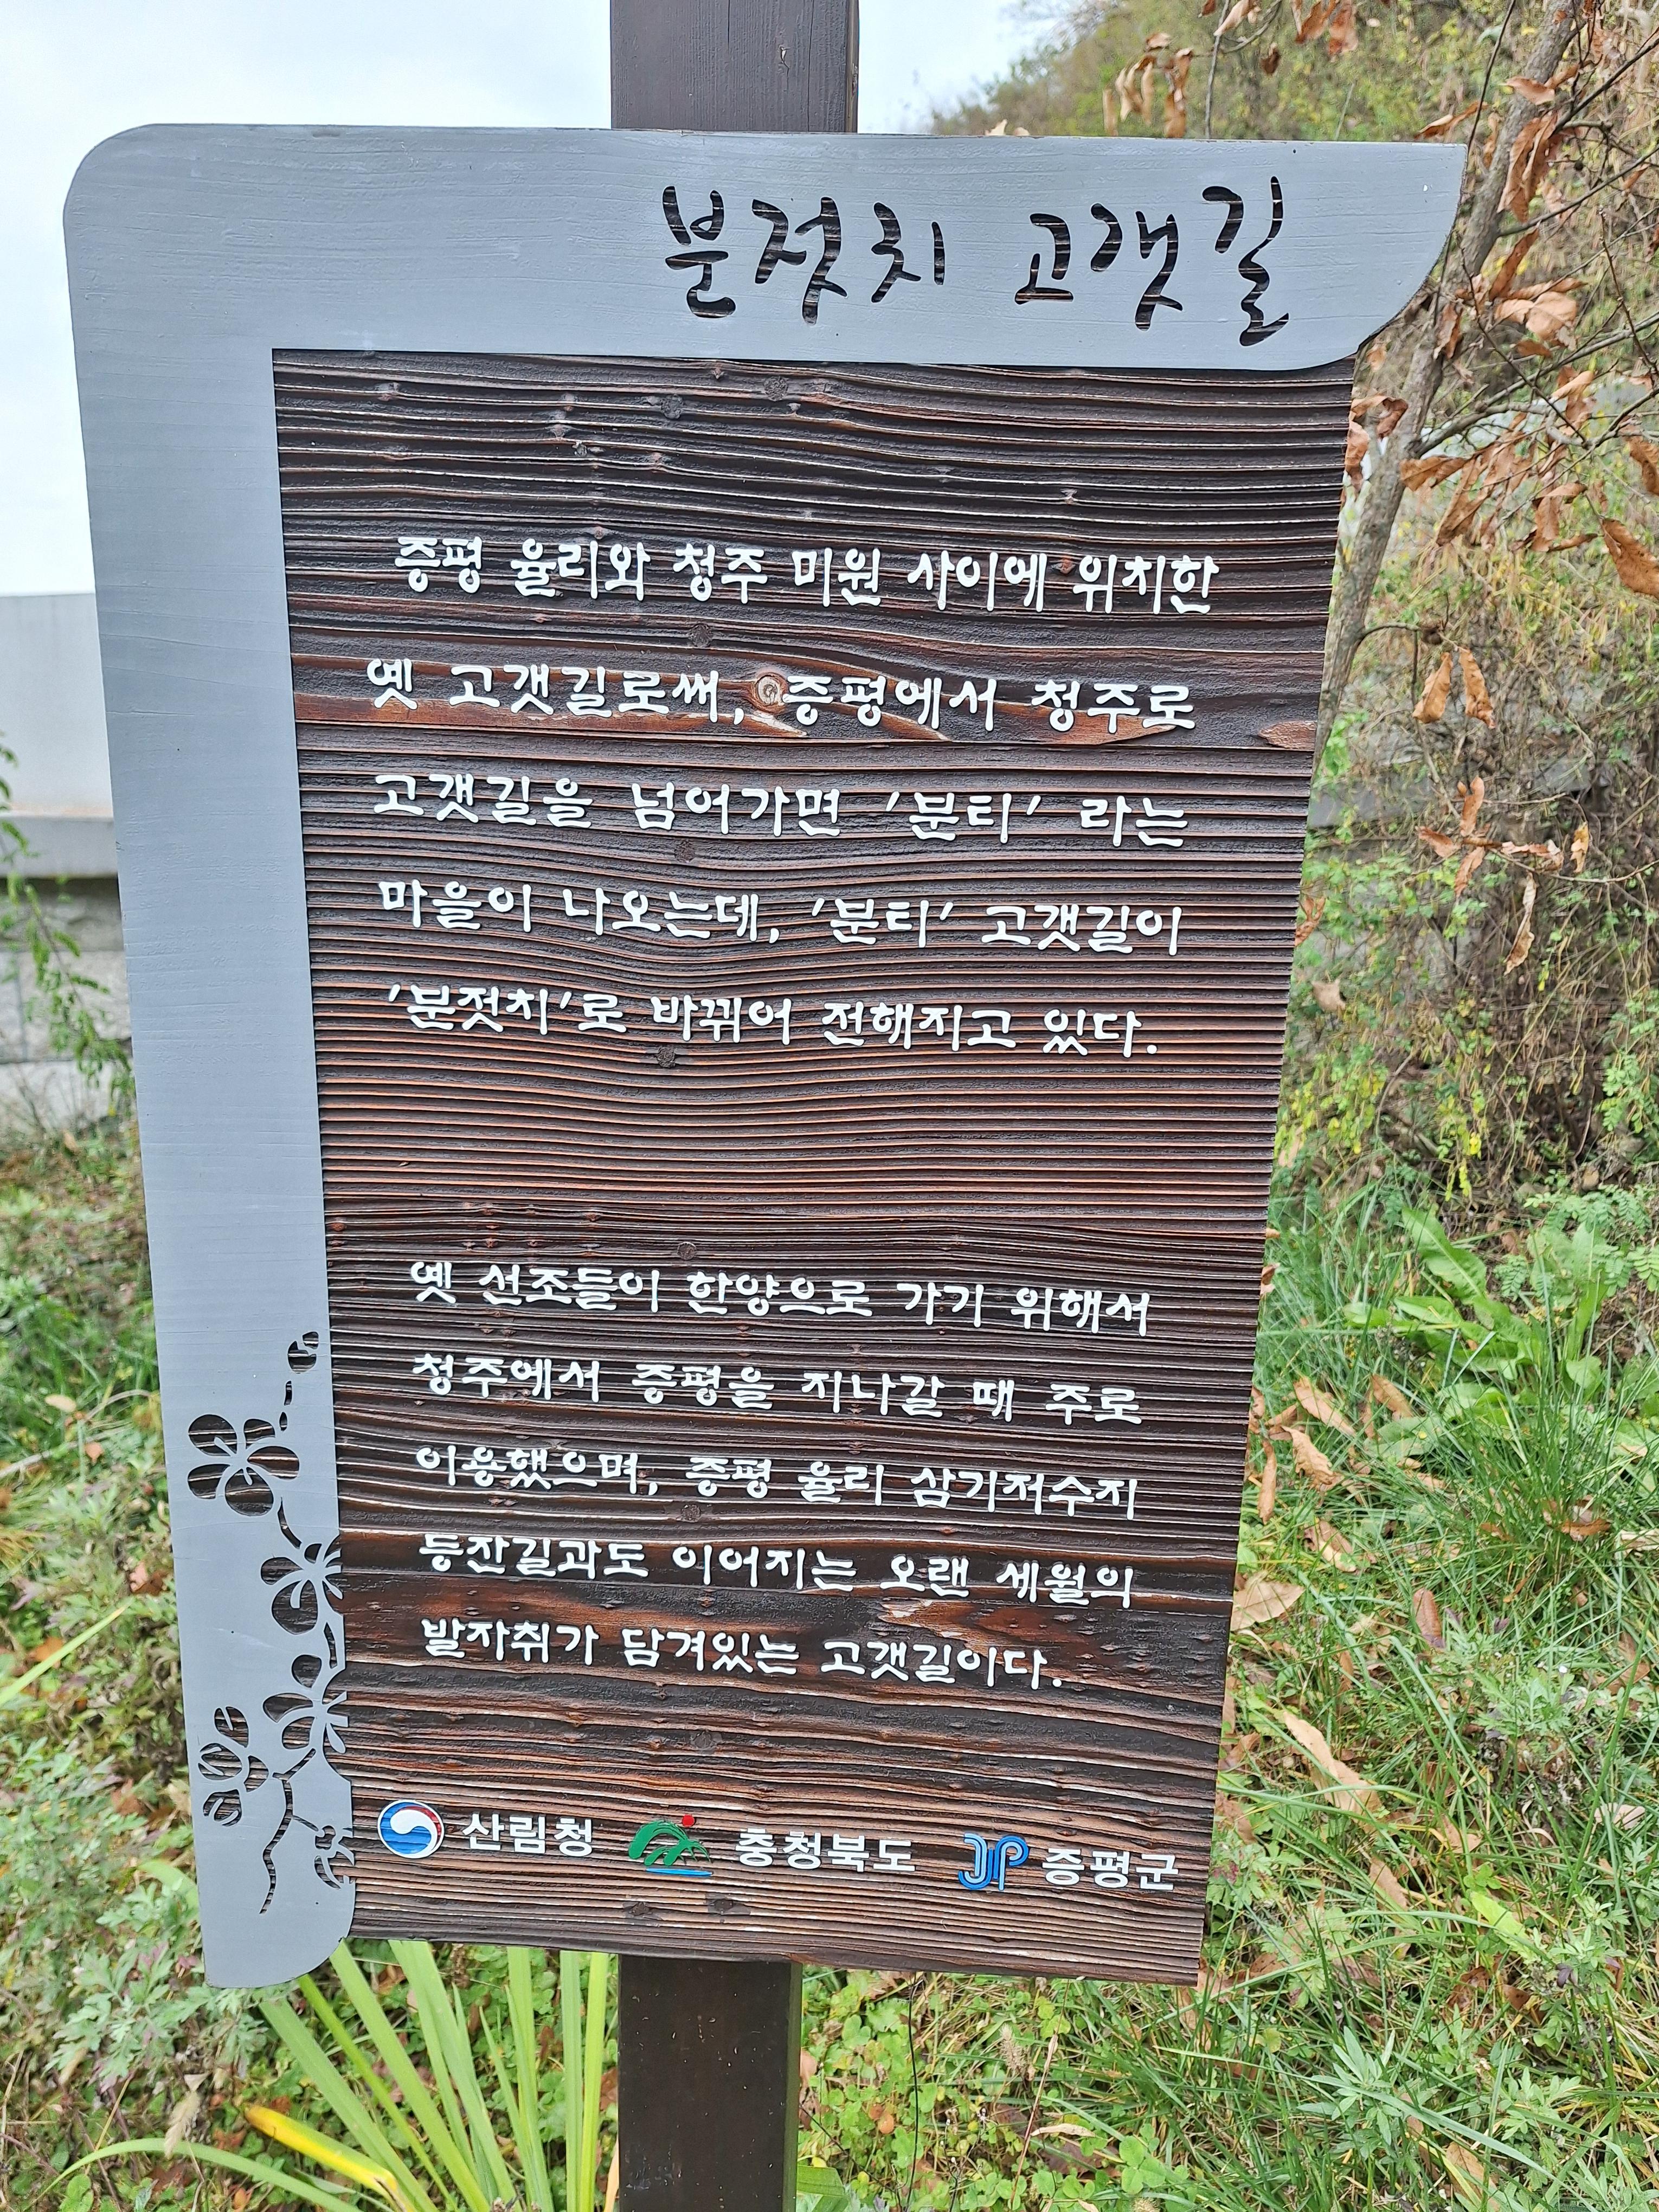 분젓치 고갯길
증평 율리와 청주 미원 사이에 위치한
옛 고갯길로써, 증평에서 청주로
고갯길을 넘어가면 '분티' 라는
마을이 나오는데, '분티' 고갯길이
'분젓치'로 바뀌어 전해지고 있다.
옛 선조들이 한양으로 가기 위해서
청주에서 증평을 지나갈 때 주로
이용했으며, 증평 율리 삼기저수지
등잔길과도 이어지는 오랜 세월의
발자취가 담겨있는 고갯길이다.
산림청 충청북도 증평군